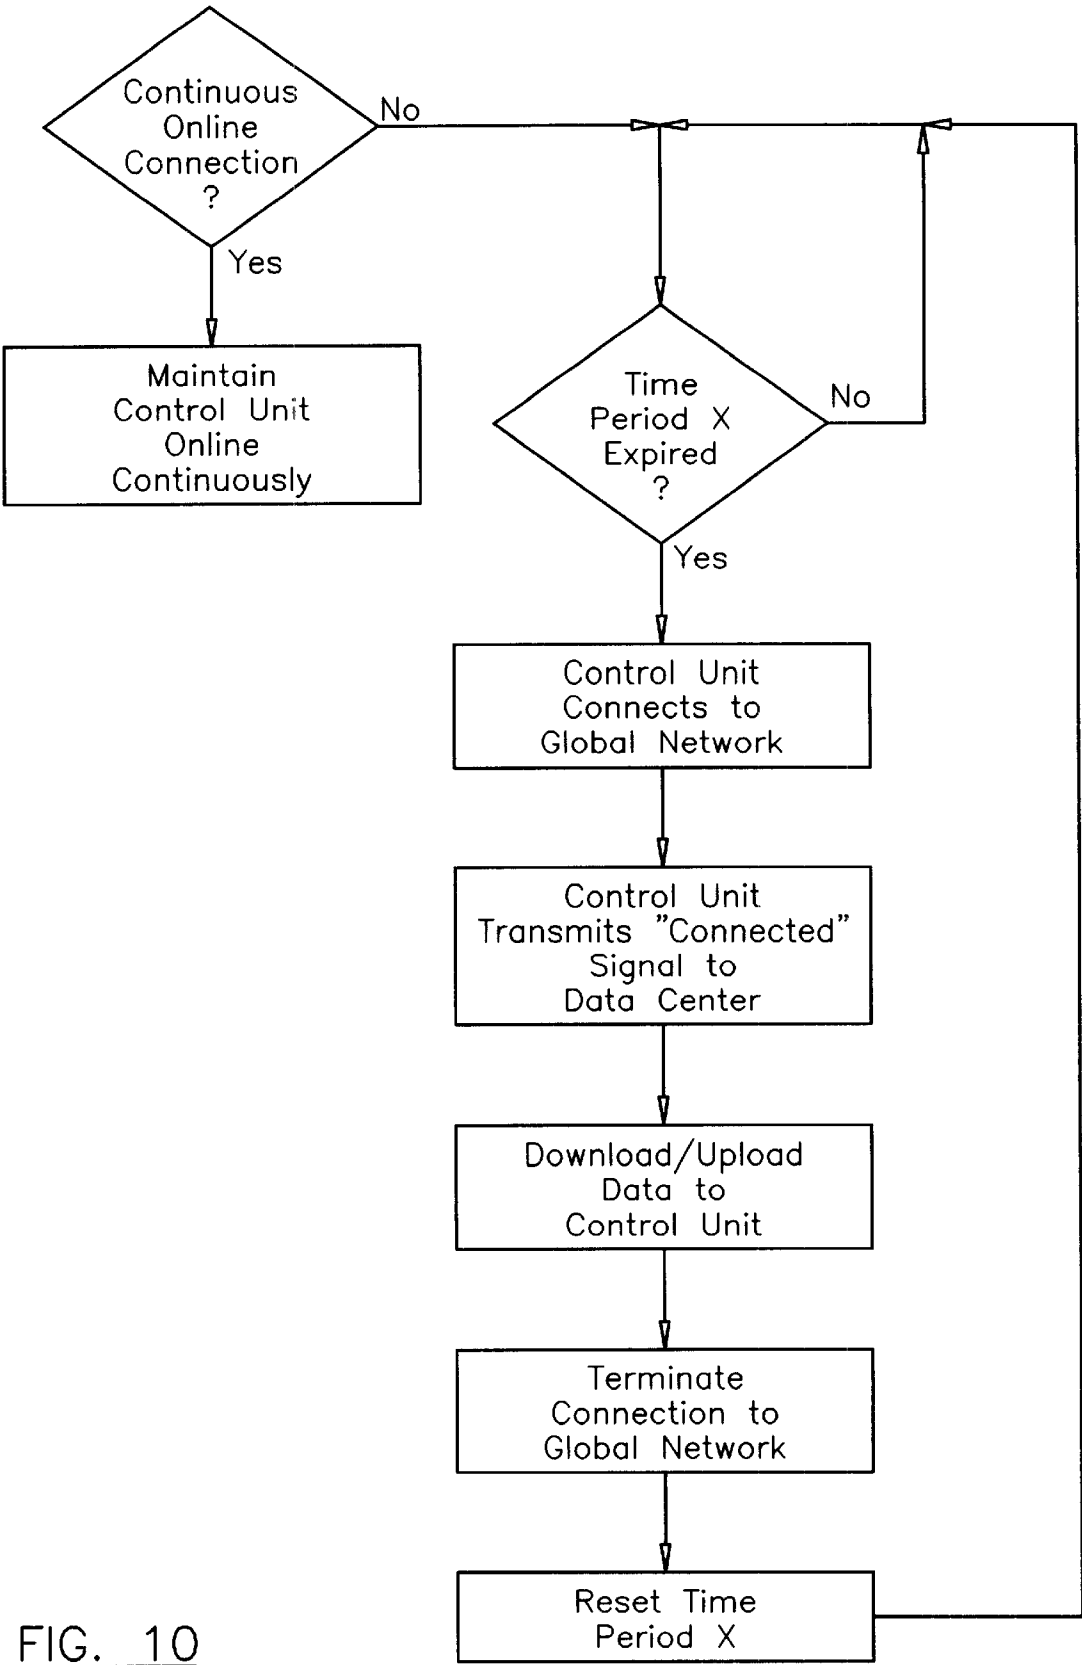 Continuous
Online
Connection
?
No
Yes
Maintain
Control Unit
Online
Continuously
Time
Period X
Expired
?
No
Yes
Control Unit
Connects to
Global Network
Control Unit
Transmits "Connected"
Signal to
Data Center
Download/Upload
Data to
Control Unit
Terminate
Connection to
Global Network
Reset Time
Period X
FIG. 10